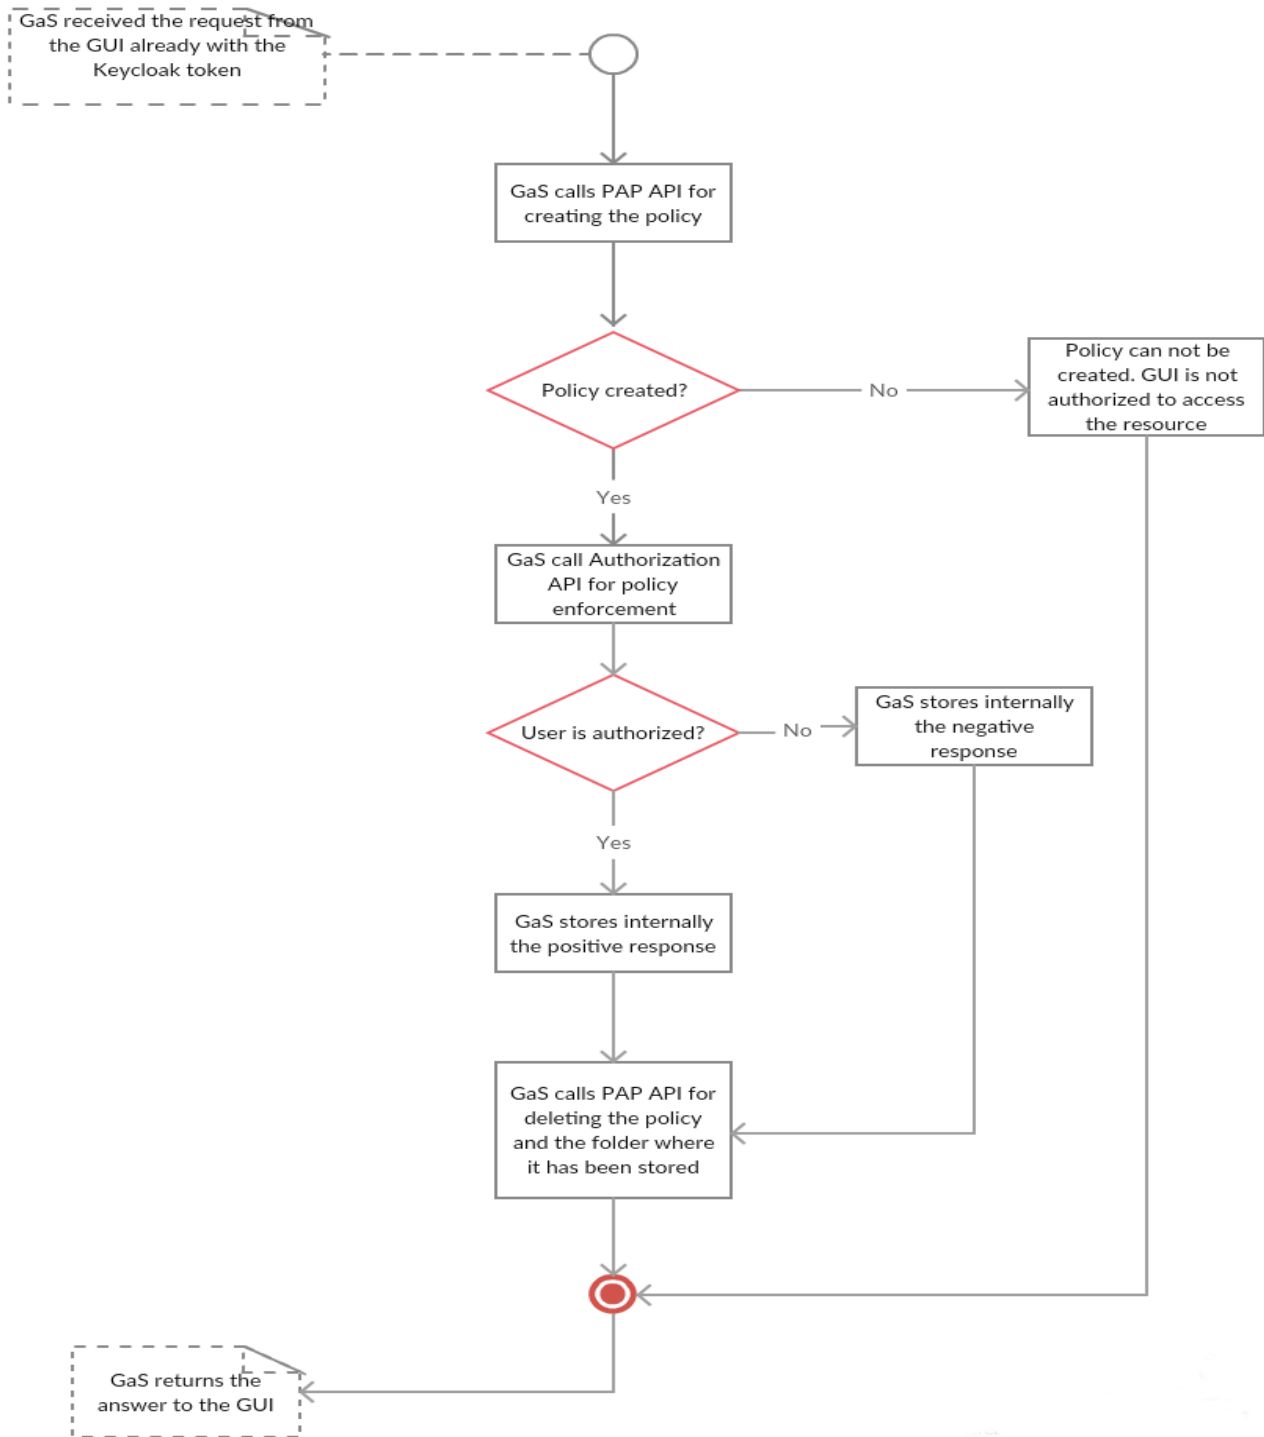 GaS received the request from
the GUI already with the
Keycloak token
GaS calls PAP API for
creating the policy
Policy created?
No
Policy can not be
created. GUI is not
authorized to access
the resource
Yes
GaS call Authorization
API for policy
enforcement
User is authorized?
No
GaS stores internally
the negative
response
Yes
GaS stores internally
the positive response
GaS calls PAP API for
deleting the policy
and the folder where
it has been stored
GaS returns the
answer to the GUI